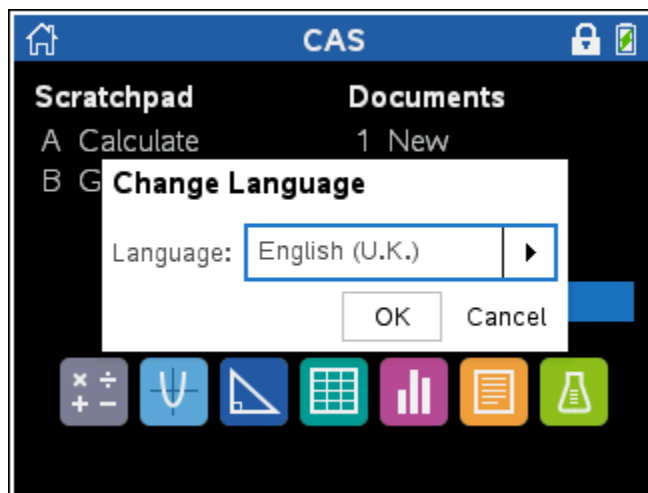 CAS
Scratchpad Documents
A Calculate 1 New
B G
Change Language
Language: English (U.K.)
OK Cancel